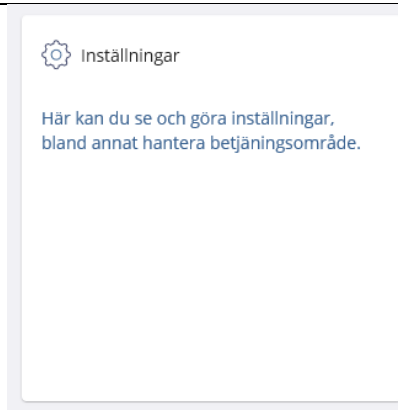 Inställningar
Här kan du se och göra inställningar,
bland annat hantera betjäningsområde.